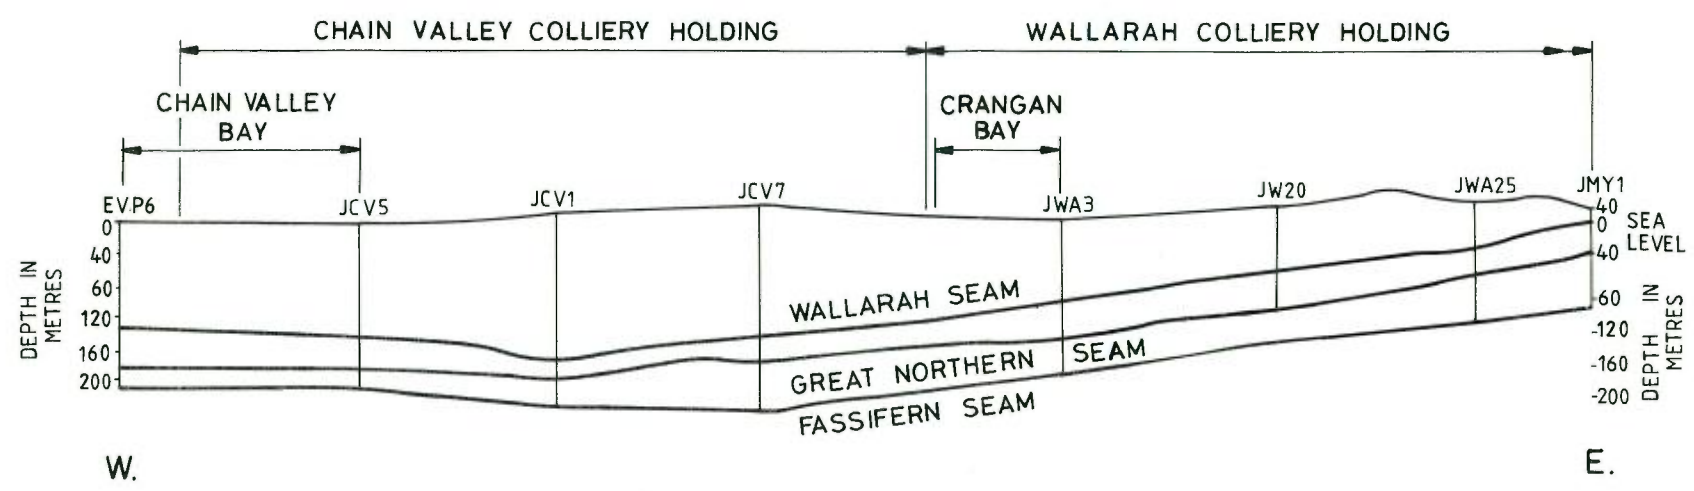 CHAIN VALLEY COLLIERY HOLDING
WALLARAH COLLIERY HOLDING
CHAIN VALLEY
BAY
CRANGAN
BAY
EV.P6
JCV5
JCV1
JCV7
JWA3
JW20
JWA25
JMY1
0
40
60
120
160
200
DEPTH IN
METRES
40
0
SEA
LEVEL
40
-60
-120
-160
-200
DEPTH IN
METRES
WALLARAH SEAM
GREAT NORTHERN SEAM
FASSIFERN SEAM
W.
E.